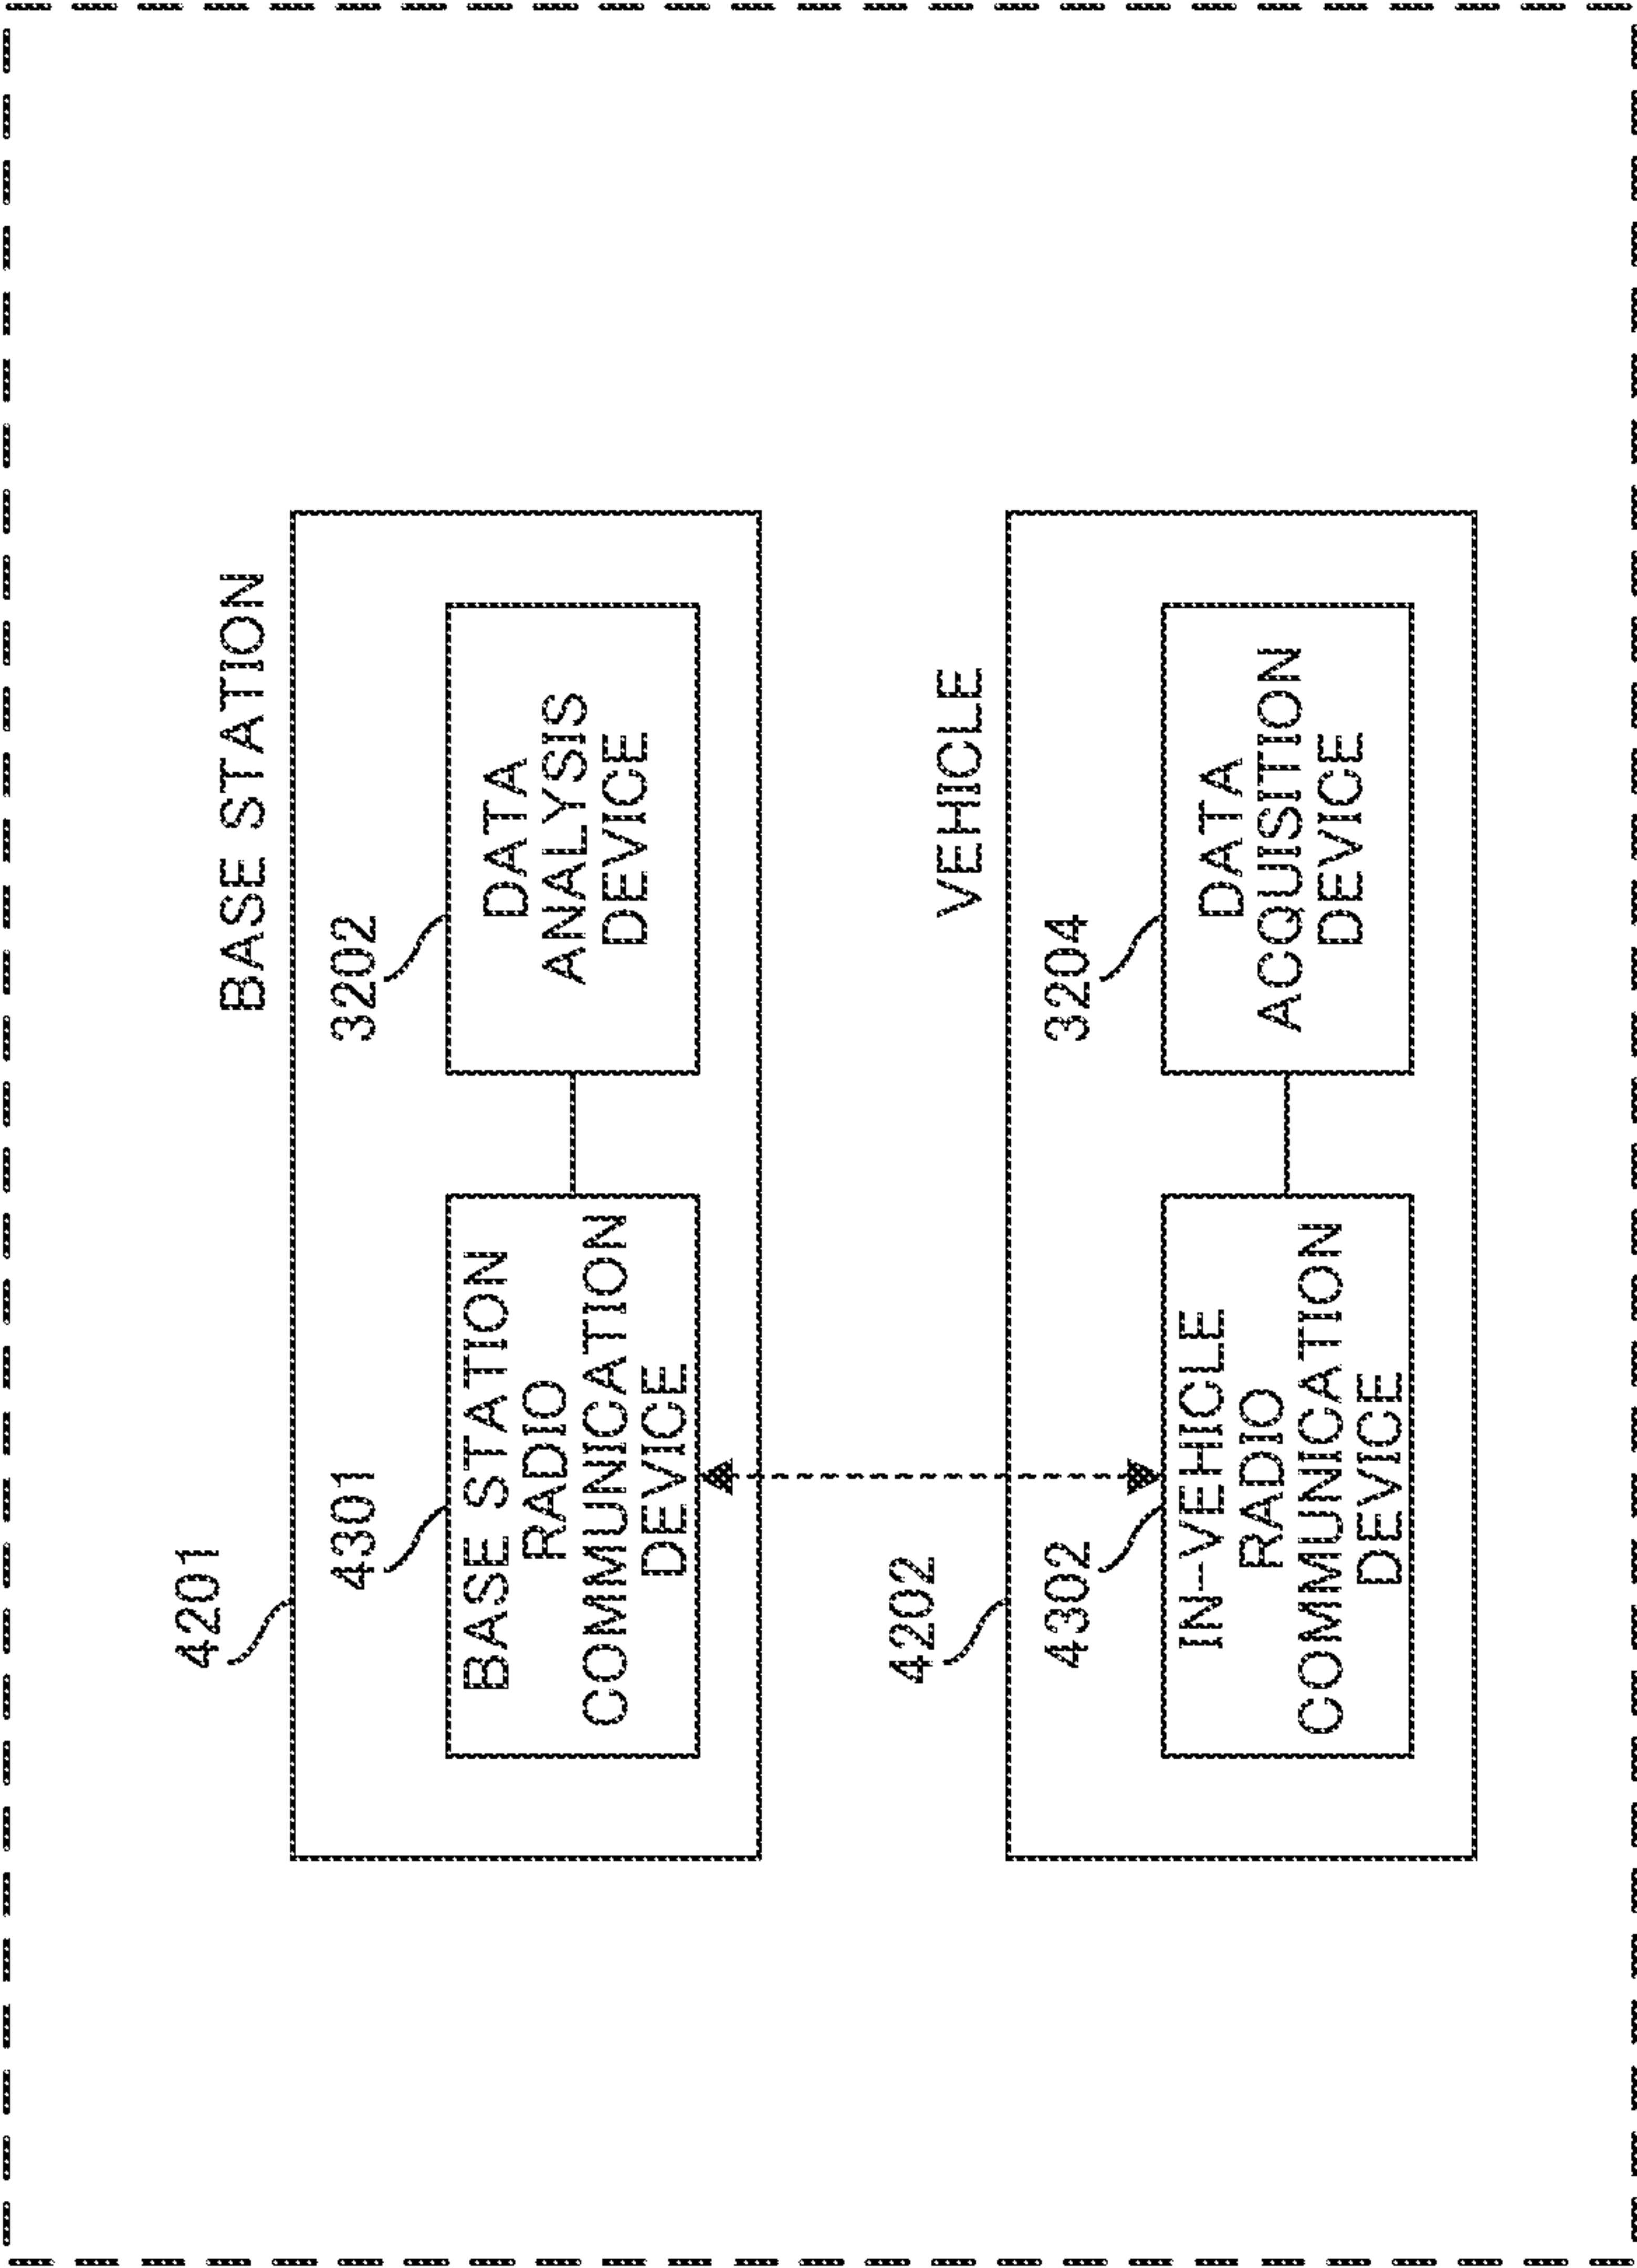 4201
BASE STATION
4301
BASE STATION
RADIO
COMMUNICATION
DEVICE
3202
DATA
ANALYSIS
DEVICE
4202
VEHICLE
4302
IN-VEHICLE
RADIO
COMMUNICATION
DEVICE
3204
DATA
ACQUISITION
DEVICE